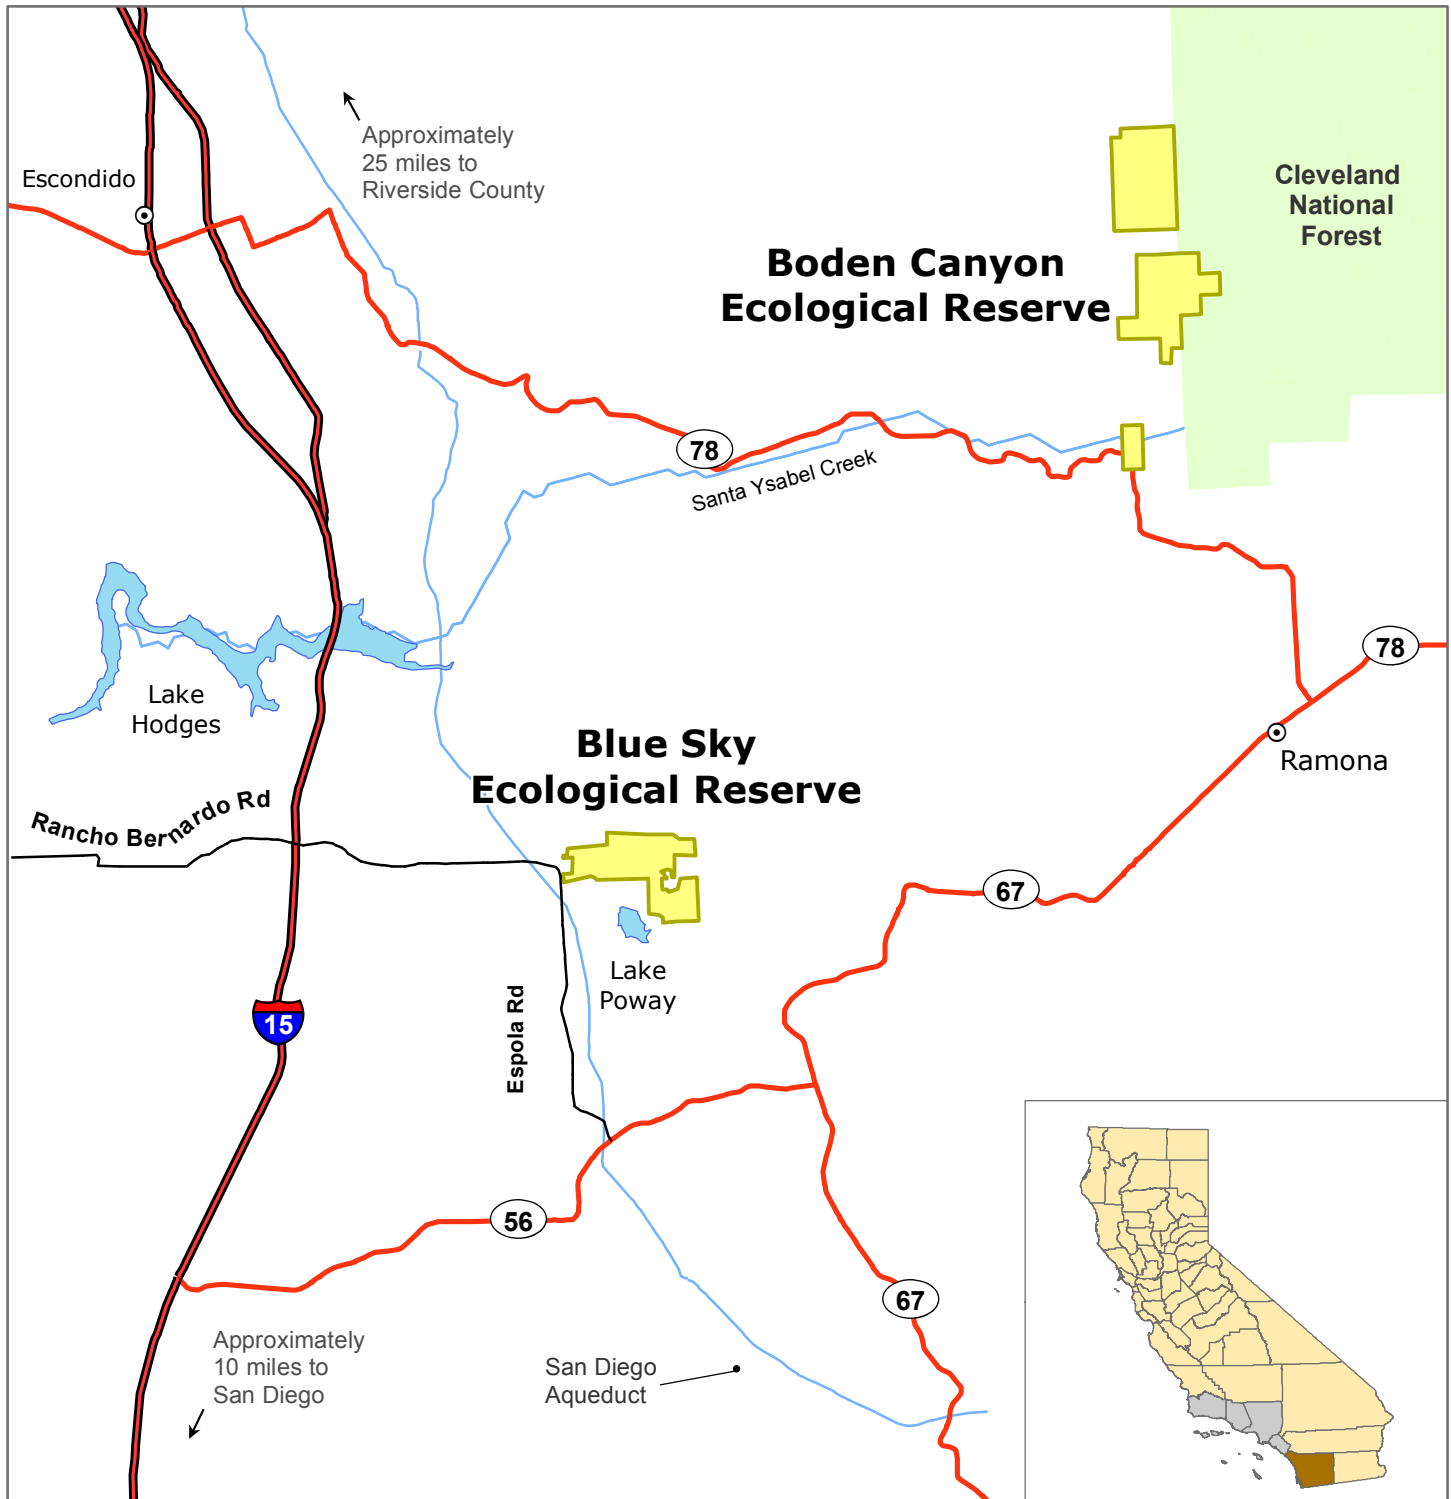 Approximately
25 miles to
Riverside County
Escondido
Cleveland
National
Forest
Boden Canyon
Ecological Reserve
78
Santa Ysabel Creek
78
Lake
Hodges
Ramona
Blue Sky
Ecological Reserve
Rancho Bernardo Rd
67
Lake
Poway
Espola Rd
15
56
67
Approximately
10 miles to
San Diego
San Diego
Aqueduct